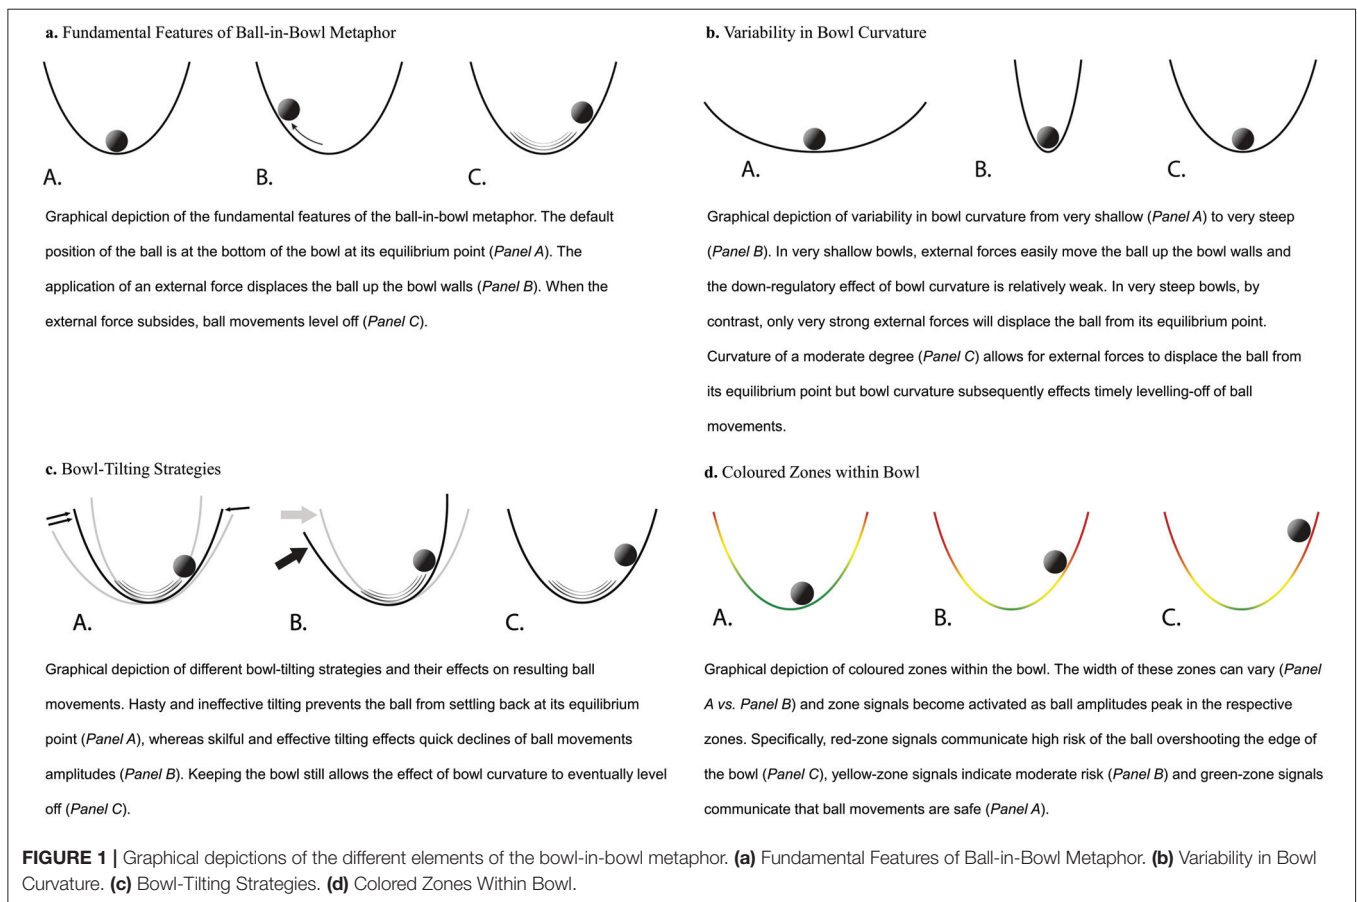 a. Fundamental Features of Ball-in-Bowl Metaphor
A.
B.
C.
Graphical depiction of the fundamental features of the ball-in-bowl metaphor. The default
position of the ball is at the bottom of the bowl at its equilibrium point (Panel A). The
application of an external force displaces the ball up the bowl walls (Panel B). When the
external force subsides, ball movements level off (Panel C).
b. Variability in Bowl Curvature
A.
B.
C.
Graphical depiction of variability in bowl curvature from very shallow (Panel A) to very steep
(Panel B). In very shallow bowls, external forces easily move the ball up the bowl walls and
the down-regulatory effect of bowl curvature is relatively weak. In very steep bowls, by
contrast, only very strong external forces will displace the ball from its equilibrium point.
Curvature of a moderate degree (Panel C) allows for external forces to displace the ball from
its equilibrium point but bowl curvature subsequently effects timely levelling-off of ball
movements.
c. Bowl-Tilting Strategies
A.
B.
C.
Graphical depiction of different bowl-tilting strategies and their effects on resulting ball
movements. Hasty and ineffective tilting prevents the ball from settling back at its equilibrium
point (Panel A), whereas skilful and effective tilting effects quick declines of ball movements
amplitudes (Panel B). Keeping the bowl still allows the effect of bowl curvature to eventually level
off (Panel C).
d. Coloured Zones within Bowl
A.
B.
C.
Graphical depiction of coloured zones within the bowl. The width of these zones can vary (Panel
A vs. Panel B) and zone signals become activated as ball amplitudes peak in the respective
zones. Specifically, red-zone signals communicate high risk of the ball overshooting the edge of
the bowl (Panel C), yellow-zone signals indicate moderate risk (Panel B) and green-zone signals
communicate that ball movements are safe (Panel A).
FIGURE 1 | Graphical depictions of the different elements of the bowl-in-bowl metaphor. (a) Fundamental Features of Ball-in-Bowl Metaphor. (b) Variability in Bowl
Curvature. (c) Bowl-Tilting Strategies. (d) Colored Zones Within Bowl.